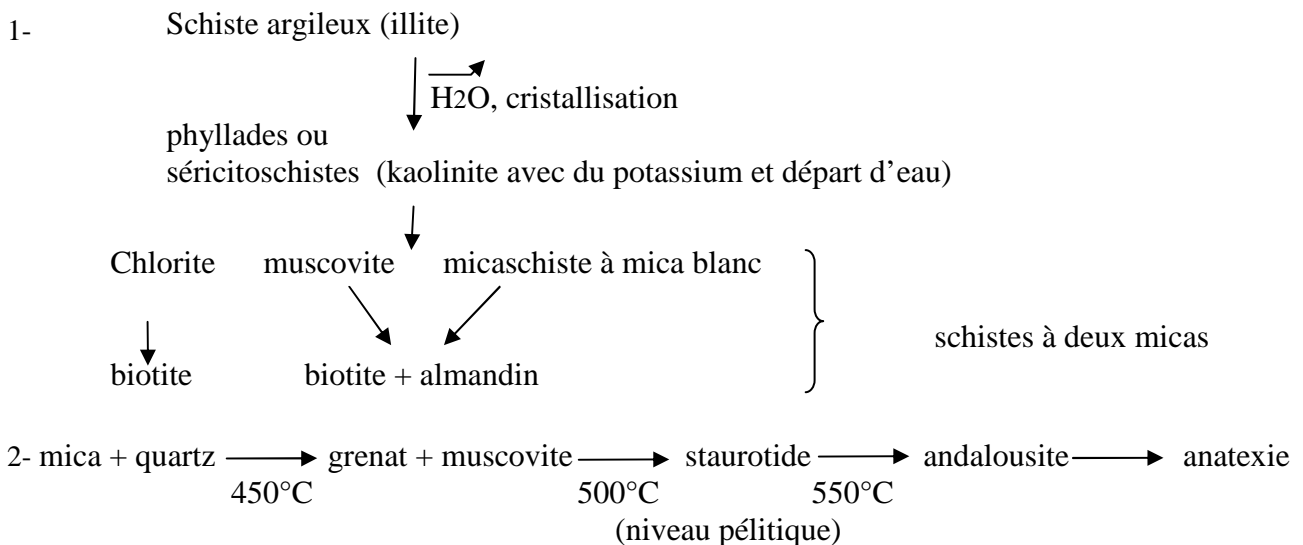 1- Schiste argileux (illite)
H2O, cristallisation
phyllades ou
séricitoschistes (kaolinite avec du potassium et départ d’eau)
Chlorite muscovite micaschiste à mica blanc
schistes à deux micas
biotite biotite + almandin
2- mica + quartz grenat + muscovite staurotide andalousite anatexie
450°C 500°C 550°C
(niveau pélitique)